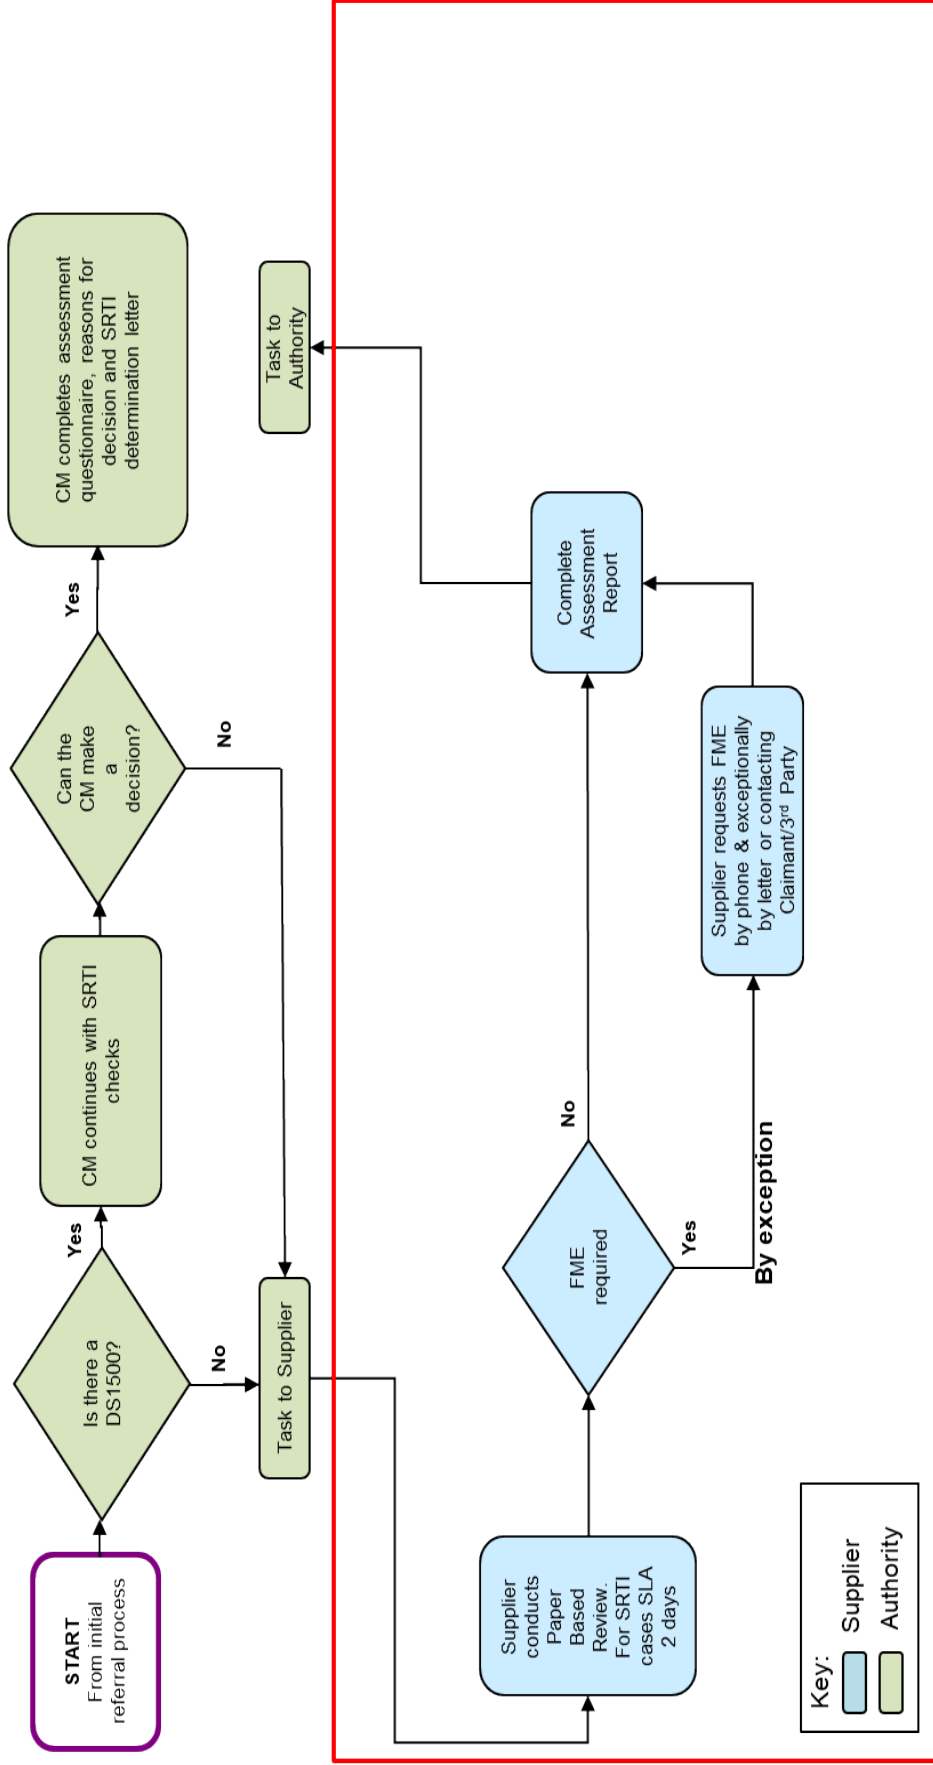 START
From initial
referral process
Is there a
DS1500?
Yes
No
CM continues with SRTI
checks
Can the
CM make
a
decision?
Yes
No
CM completes assessment
questionnaire, reasons for
decision and SRTI
determination letter
Task to Supplier
Task to
Authority
Supplier
conducts
Paper
Based
Review.
For SRTI
cases SLA
2 days
FME
required
No
Yes
By exception
Supplier requests FME
by phone & exceptionally
by letter or contacting
Claimant/3rd Party
Complete
Assessment
Report
Key:
Supplier
Authority